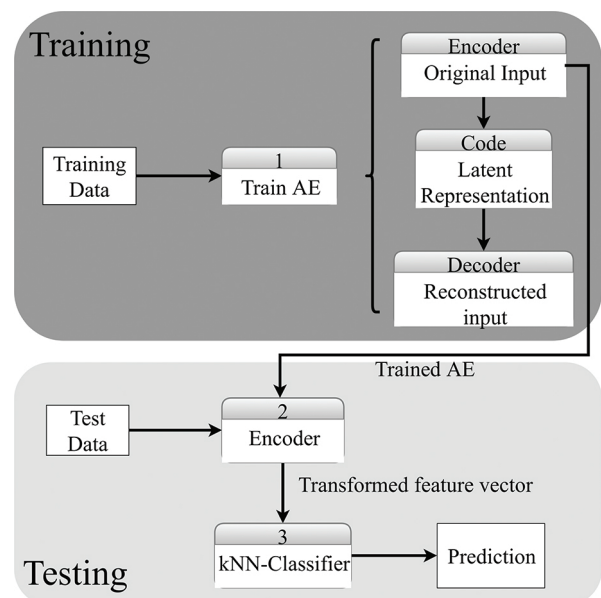 Training
Training
Data
1
Train AE
Encoder
Original Input
Code
Latent
Representation
Decoder
Reconstructed
input
Trained AE
Test
Data
2
Encoder
Transformed feature vector
3
kNN-Classifier
Prediction
Testing